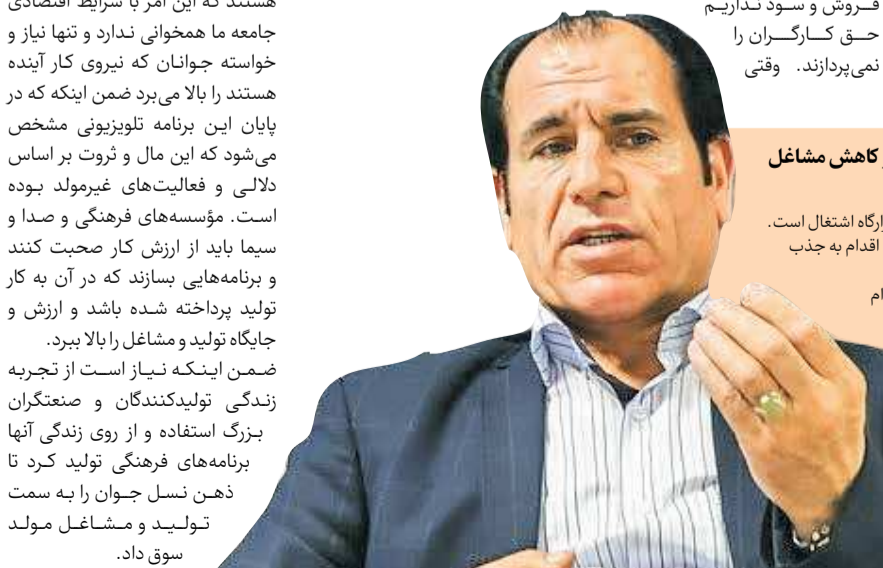 فروش و سود نداریم
حق کارگران را
نمی‌پردازند. وقتی
کاهش مشاغل
ارگاه اشتغال است.
اقدام به جذب
ام
هستند که این امر با شرایط اقتصادی
جامعه ما همخوانی ندارد و تنها نیاز و
خواسته جوانان که نیروی کار آینده
هستند را بالا می‌برد ضمن اینکه که در
پایان این برنامه تلویزیونی مشخص
می‌شود که این مال و ثروت بر اساس
دلالی و فعالیت‌های غیرمولد بوده
است. مؤسسه‌های فرهنگی و صدا و
سیما باید از ارزش کار صحبت کنند
و برنامه‌هایی بسازند که در آن به کار
تولید پرداخته شده باشد و ارزش و
جایگاه تولید و مشاغل را بالا ببرد.
ضمن اینکه نیاز است از تجربه
زندگی تولیدکنندگان و صنعتگران
بزرگ استفاده و از روی زندگی آنها
برنامه‌های فرهنگی تولید کرد تا
ذهن نسل جوان را به سمت
تولید و مشاغل مولد
سوق داد.